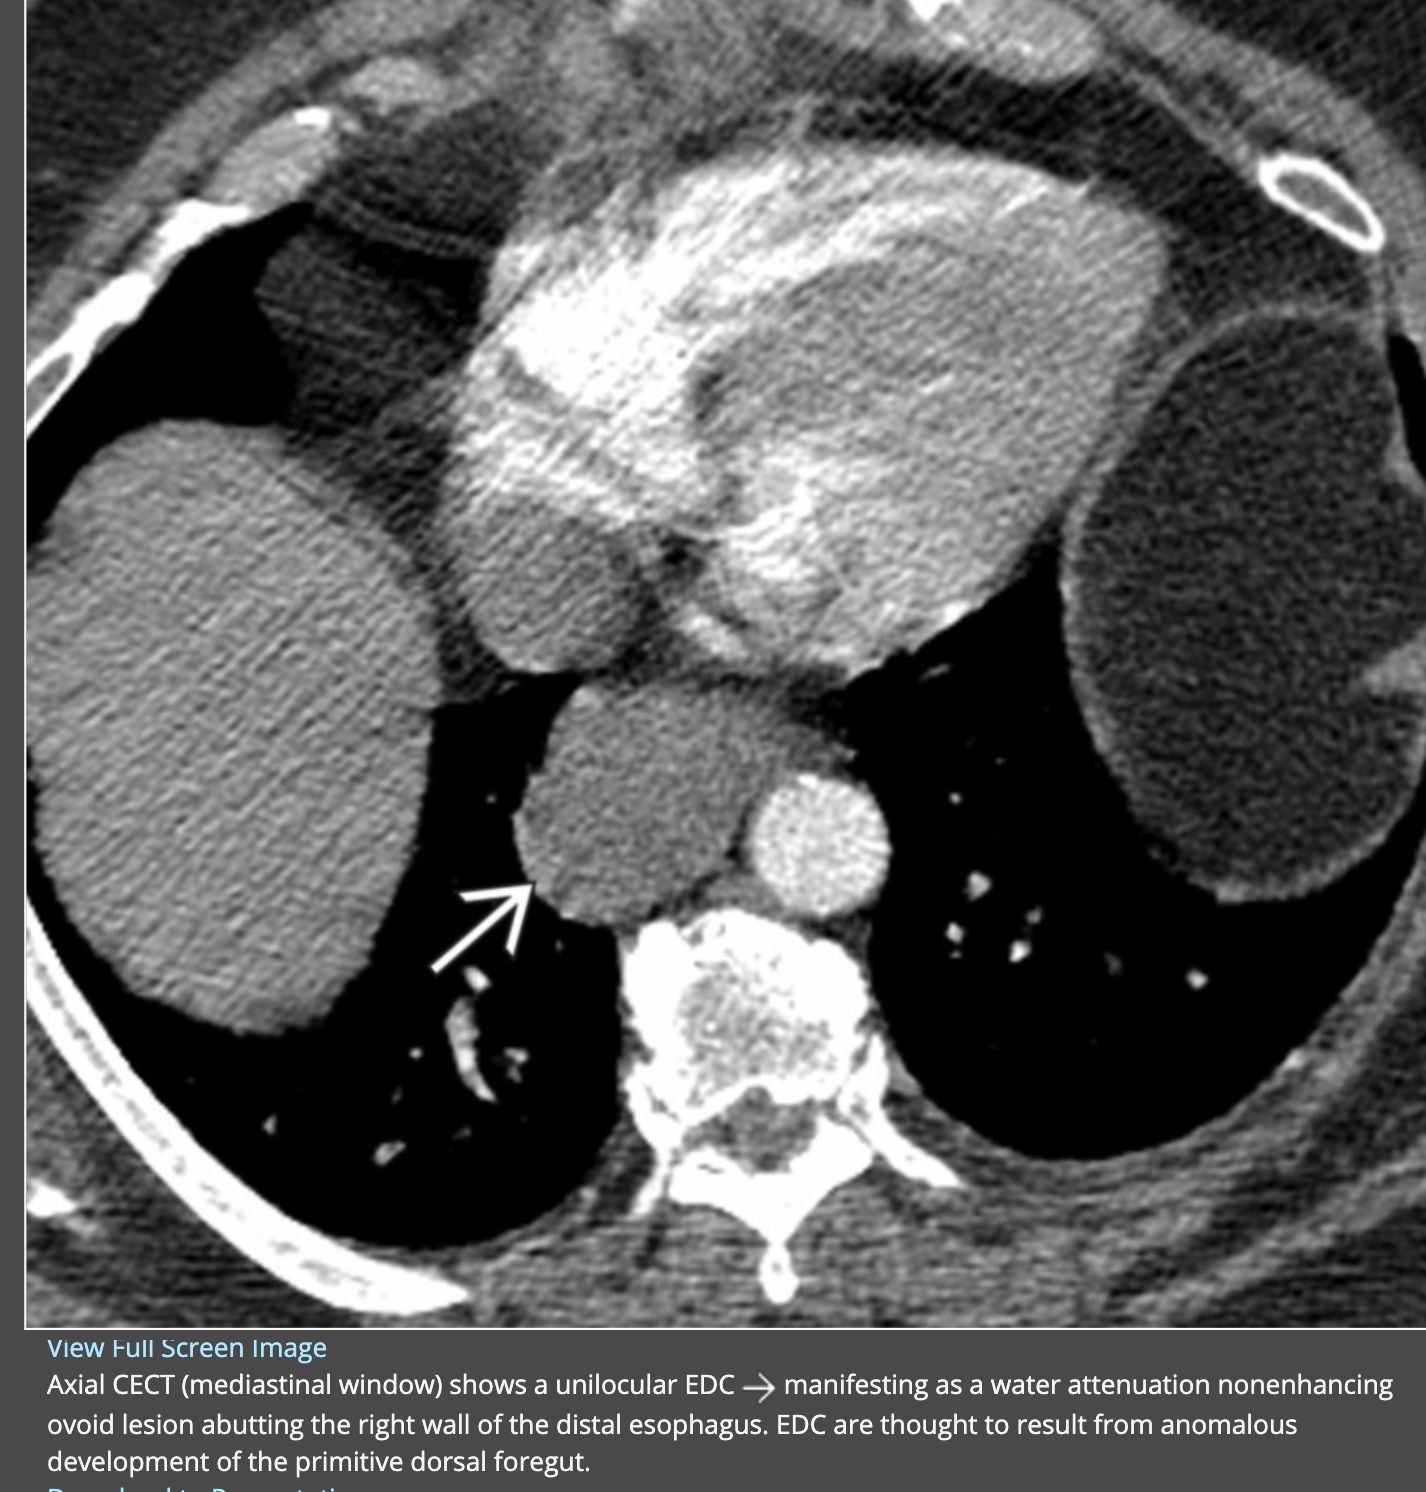 View Full Screen Image
Axial CECT (mediastinal window) shows a unilocular EDC → manifesting as a water attenuation nonenhancing
ovoid lesion abutting the right wall of the distal esophagus. EDC are thought to result from anomalous
development of the primitive dorsal foregut.